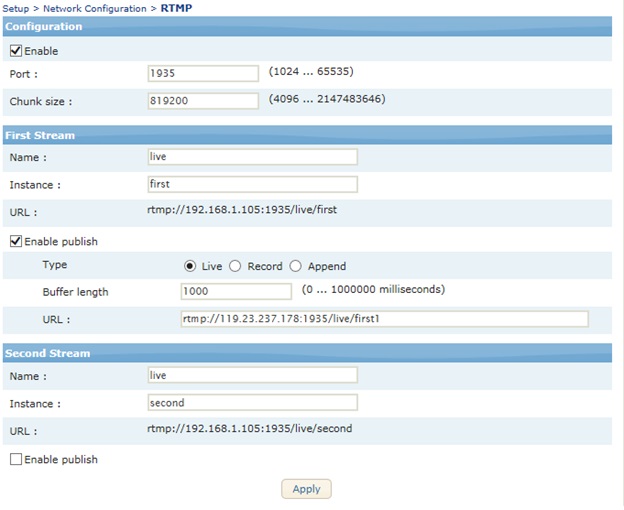 Setup > Network Configuration > RTMP
Configuration
Enable
Port : 1935 (1024 ... 65535)
Chunk size : 819200 (4096 ... 2147483646)
First Stream
Name : live
Instance : first
URL : rtmp://192.168.1.105:1935/live/first
Enable publish
Type Live Record Append
Buffer length 1000 (0 ... 1000000 milliseconds)
URL : rtmp://119.23.237.178:1935/live/first1
Second Stream
Name : live
Instance : second
URL : rtmp://192.168.1.105:1935/live/second
Enable publish
Apply